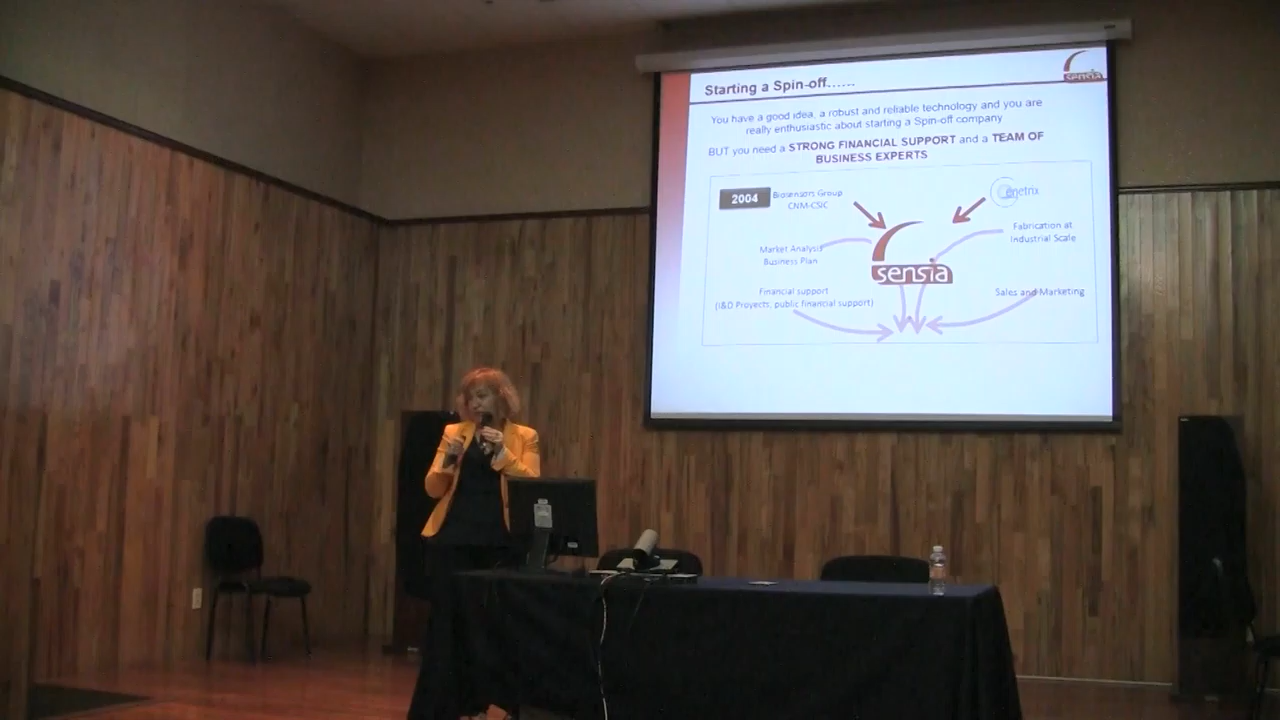 Starting a Spin-off......
sensia
You have a good idea, a robust and reliable technology and you are
really enthusiastic about starting a Spin-off company
BUT you need a STRONG FINANCIAL SUPPORT and a TEAM OF
BUSINESS EXPERTS
2004
Biosensors Group
CNM-CSIC
Genetrix
Market Analysis
Business Plan
sensia
Fabrication at
Industrial Scale
Financial support
(I&D Proyects, public financial support)
Sales and Marketing